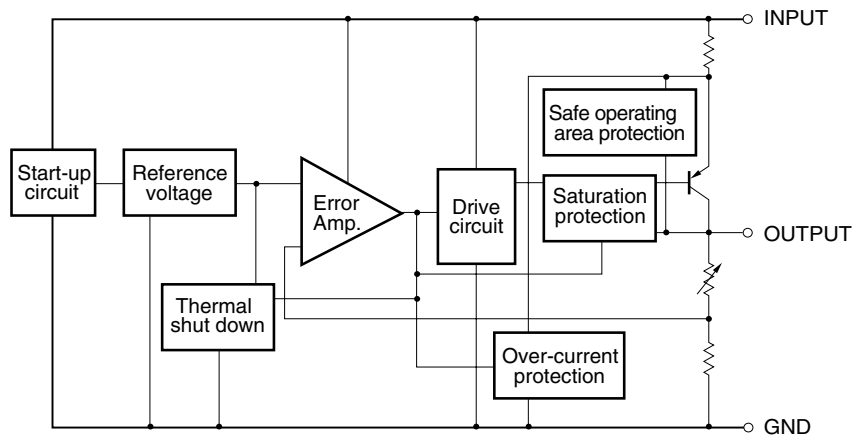 INPUT
Safe operating
area protection
Start-up
circuit
Reference
voltage
Error
Amp.
Drive
circuit
Saturation
protection
OUTPUT
Thermal
shut down
Over-current
protection
GND